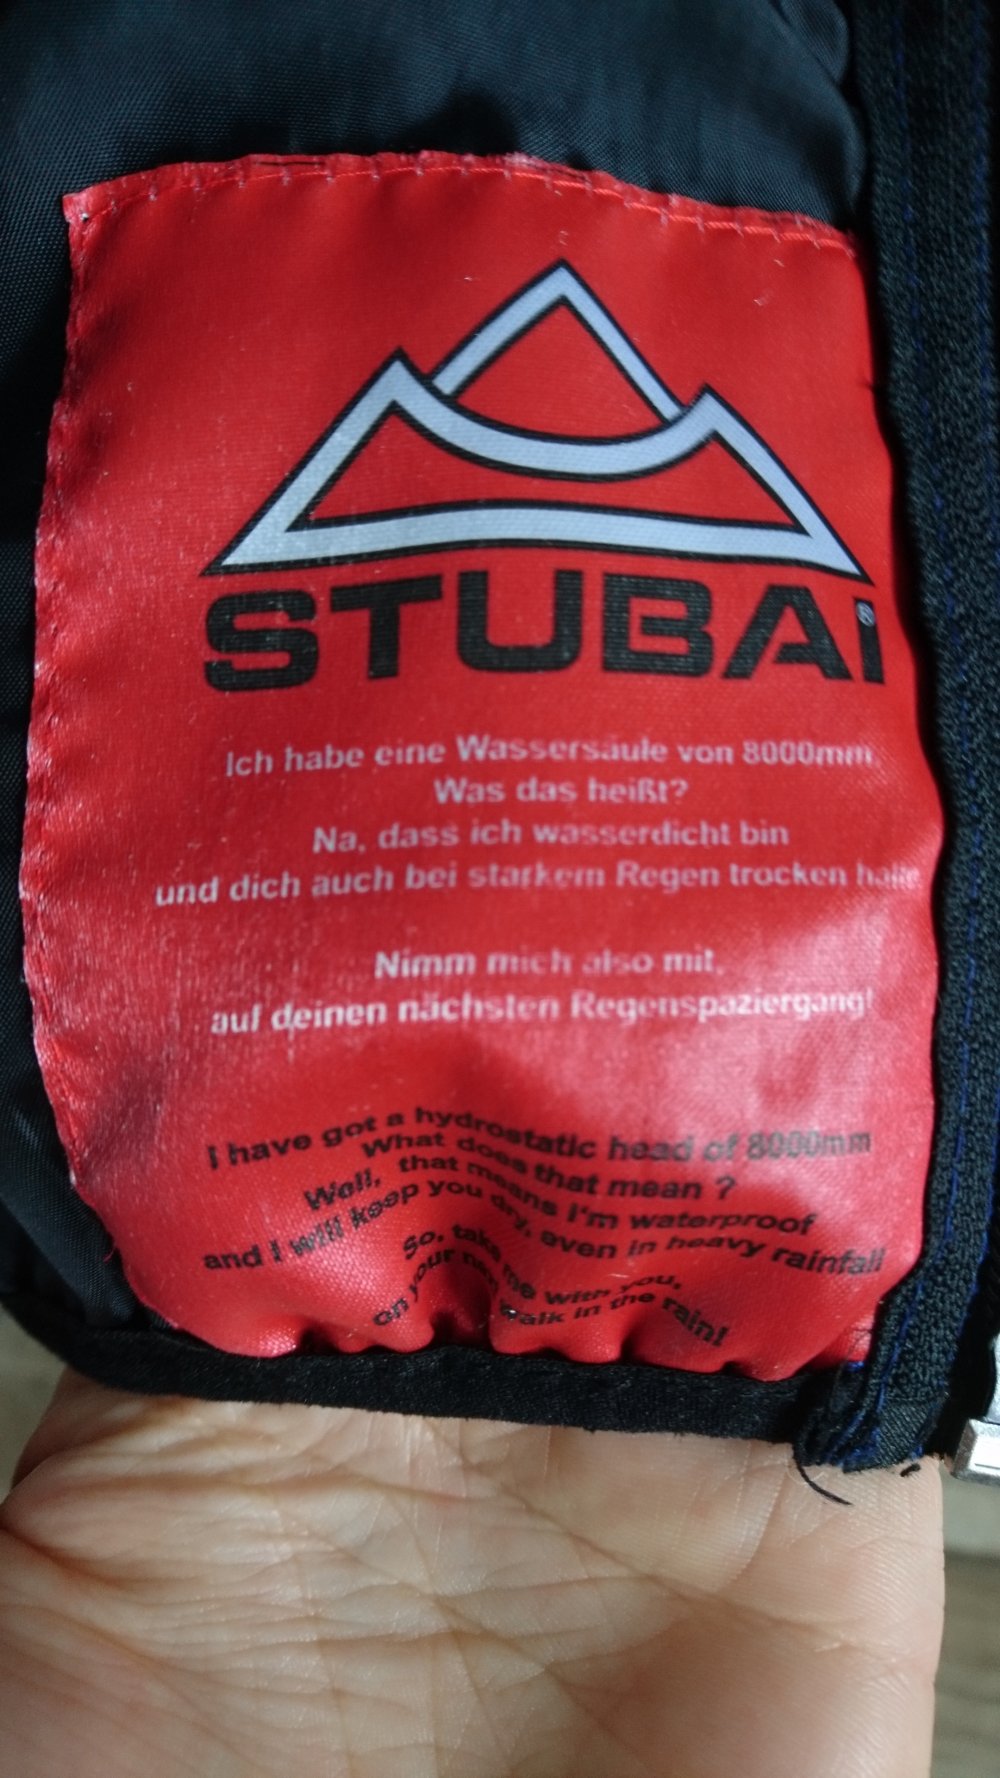 STUBAI®
Ich habe eine Wassersäule von 8000mm
Was das heißt?
Na, dass ich wasserdicht bin
und dich auch bei starkem Regen trocken halte
Nimm mich also mit,
auf deinen nächsten Regenspaziergang!
I have got a hydrostatic head of 8000mm
What does that mean ?
Well, that means I'm waterproof
and I will keep you dry, even in heavy rainfall
So, take me with you,
on your next walk in the rain!